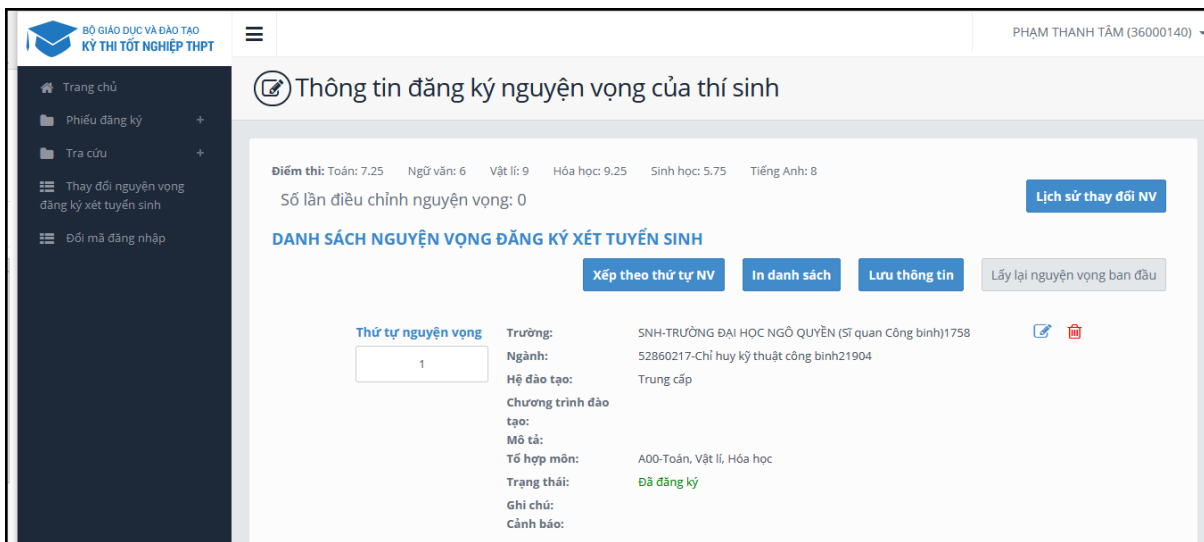 BỘ GIÁO DỤC VÀ ĐÀO TẠO
KỲ THI TỐT NGHIỆP THPT
PHẠM THANH TÂM (36000140)
Trang chủ
Phiếu đăng ký +
Tra cứu +
Thay đổi nguyện vọng
đăng ký xét tuyển sinh
Đổi mã đăng nhập
Thông tin đăng ký nguyện vọng của thí sinh
Điểm thi: Toán: 7.25 Ngữ văn: 6 Vật lí: 9 Hóa học: 9.25 Sinh học: 5.75 Tiếng Anh: 8
Số lần điều chỉnh nguyện vọng: 0
Lịch sử thay đổi NV
DANH SÁCH NGUYỆN VỌNG ĐĂNG KÝ XÉT TUYỂN SINH
Xếp theo thứ tự NV In danh sách Lưu thông tin Lấy lại nguyện vọng ban đầu
Thứ tự nguyện vọng
1
Trường: SNH-TRƯỜNG ĐẠI HỌC NGÔ QUYỀN (Sĩ quan Công binh)1758
Ngành: 52860217-Chỉ huy kỹ thuật công binh21904
Hệ đào tạo: Trung cấp
Chương trình đào
tạo:
Mô tả:
Tổ hợp môn: A00-Toán, Vật lí, Hóa học
Trạng thái: Đã đăng ký
Ghi chú:
Cảnh báo: